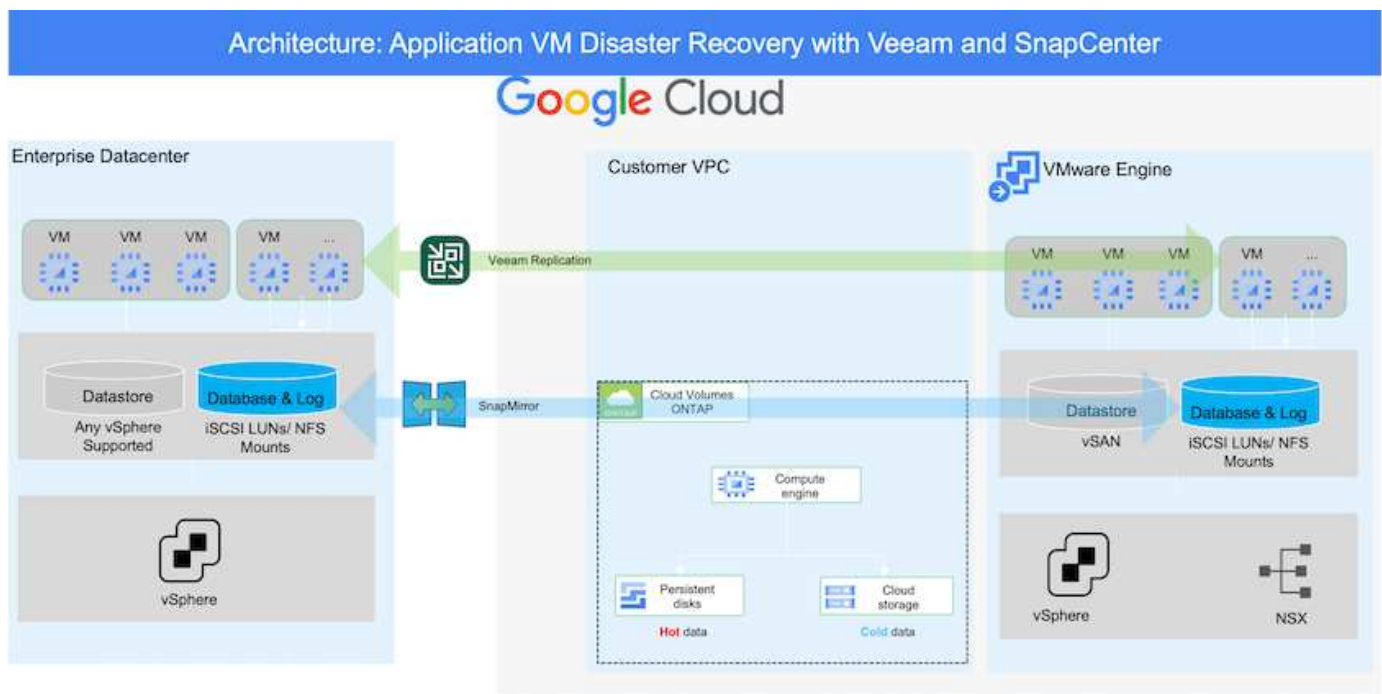 Architecture: Application VM Disaster Recovery with Veeam and SnapCenter
Google Cloud
Enterprise Datacenter
VM VM VM VM ...
Datastore
Any vSphere
Supported
Database & Log
iSCSI LUNs/ NFS
Mounts
vSphere
Veeam Replication
SnapMirror
Customer VPC
ONTAP
Cloud Volumes
ONTAP
Compute
engine
Persistent
disks
Hot data
Cloud
storage
Cold data
VMware Engine
VM VM VM VM ...
Datastore
vSAN
Database & Log
iSCSI LUNs/ NFS
Mounts
vSphere
NSX